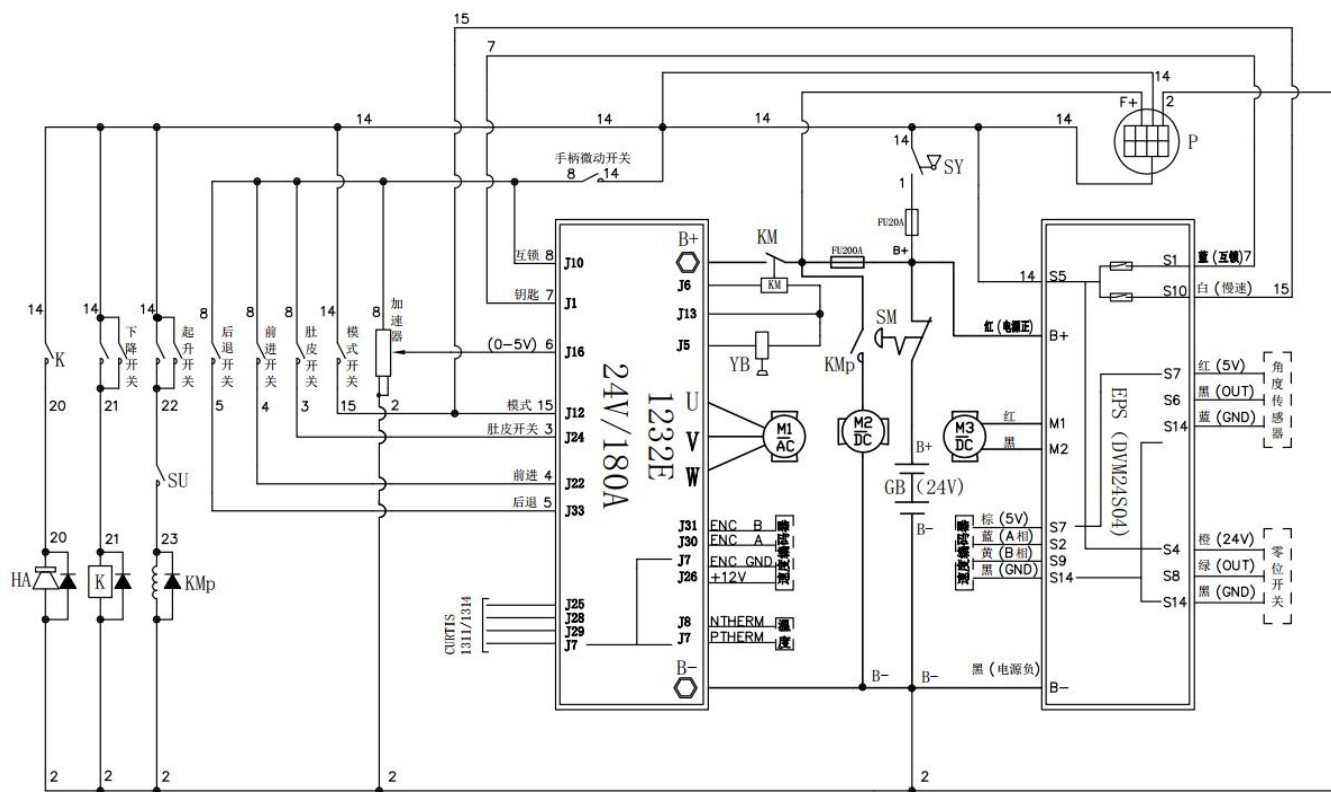 15
7
14
F+
2
P
14
14
14
14
14
手柄微动开关
8
14
14
SY
1
FU20A
B+
互锁 8
J10
B+
KM
FU200A
J6
KM
14
S5
S1
蓝 (互锁) 7
S10
白 (慢速)
15
钥匙 7
J1
J13
红 (电源正)
B+
14
14
14
8
8
8
14
8
K
下降开关
起升开关
后退开关
前进开关
肚皮开关
模式开关
加速器
(0-5V) 6
J16
J5
YB
KMp
SM
S7
红 (5V)
S6
黑 (OUT)
S14
蓝 (GND)
角度传感器
20
21
22
5
4
3
15
2
模式 15
J12
肚皮开关 3
J24
24V/180A
1232E
U
V
W
M1
AC
M2
DC
M3
DC
红
M1
黑
M2
EPS (DVM24S04)
SU
前进 4
J22
后退 5
J33
B+
GB (24V)
B-
20
21
23
HA
K
KMp
J31
ENC B
J30
ENC A
J7
ENC GND
J26
+12V
速度编码器
速度编码器
棕 (5V)
S7
蓝 (A相)
S2
黄 (B相)
S9
黑 (GND)
S14
S4
橙 (24V)
S8
绿 (OUT)
S14
黑 (GND)
零位开关
CURTIS
1311/1314
J25
J28
J29
J7
J8
NTHERM
J7
PTHERM
温度
B-
B-
B-
黑 (电源负)
B-
2
2
2
2
2